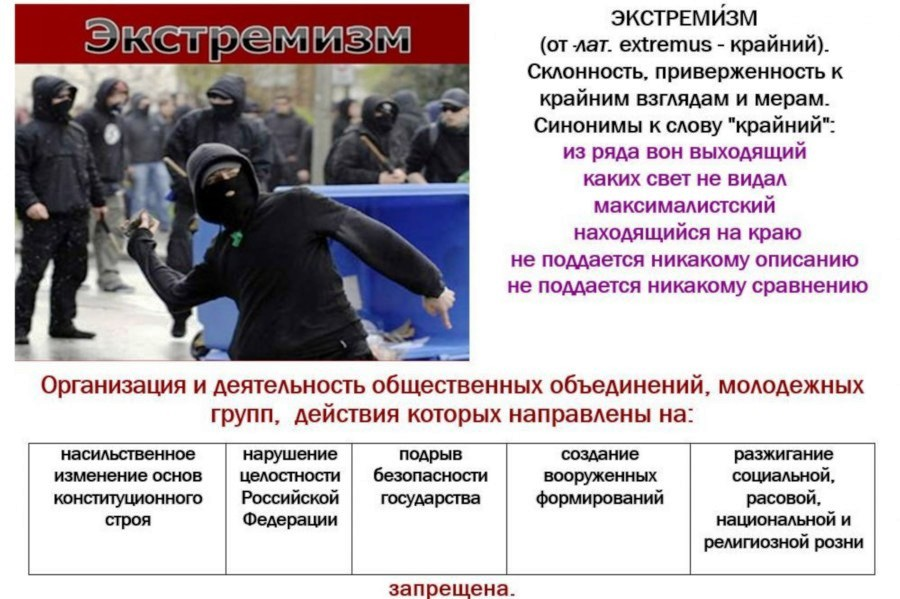 Экстремизм
ЭКСТРЕМИ́ЗМ
(от лат. extremus - крайний).
Склонность, приверженность к
крайним взглядам и мерам.
Синонимы к слову "крайний":
из ряда вон выходящий
каких свет не видал
максималистский
находящийся на краю
не поддается никакому описанию
не поддается никакому сравнению
Организация и деятельность общественных объединений, молодежных
групп, действия которых направлены на:
насильственное
изменение основ
конституционного
строя
нарушение
целостности
Российской
Федерации
подрыв
безопасности
государства
создание
вооруженных
формирований
разжигание
социальной,
расовой,
национальной и
религиозной розни
запрещена.